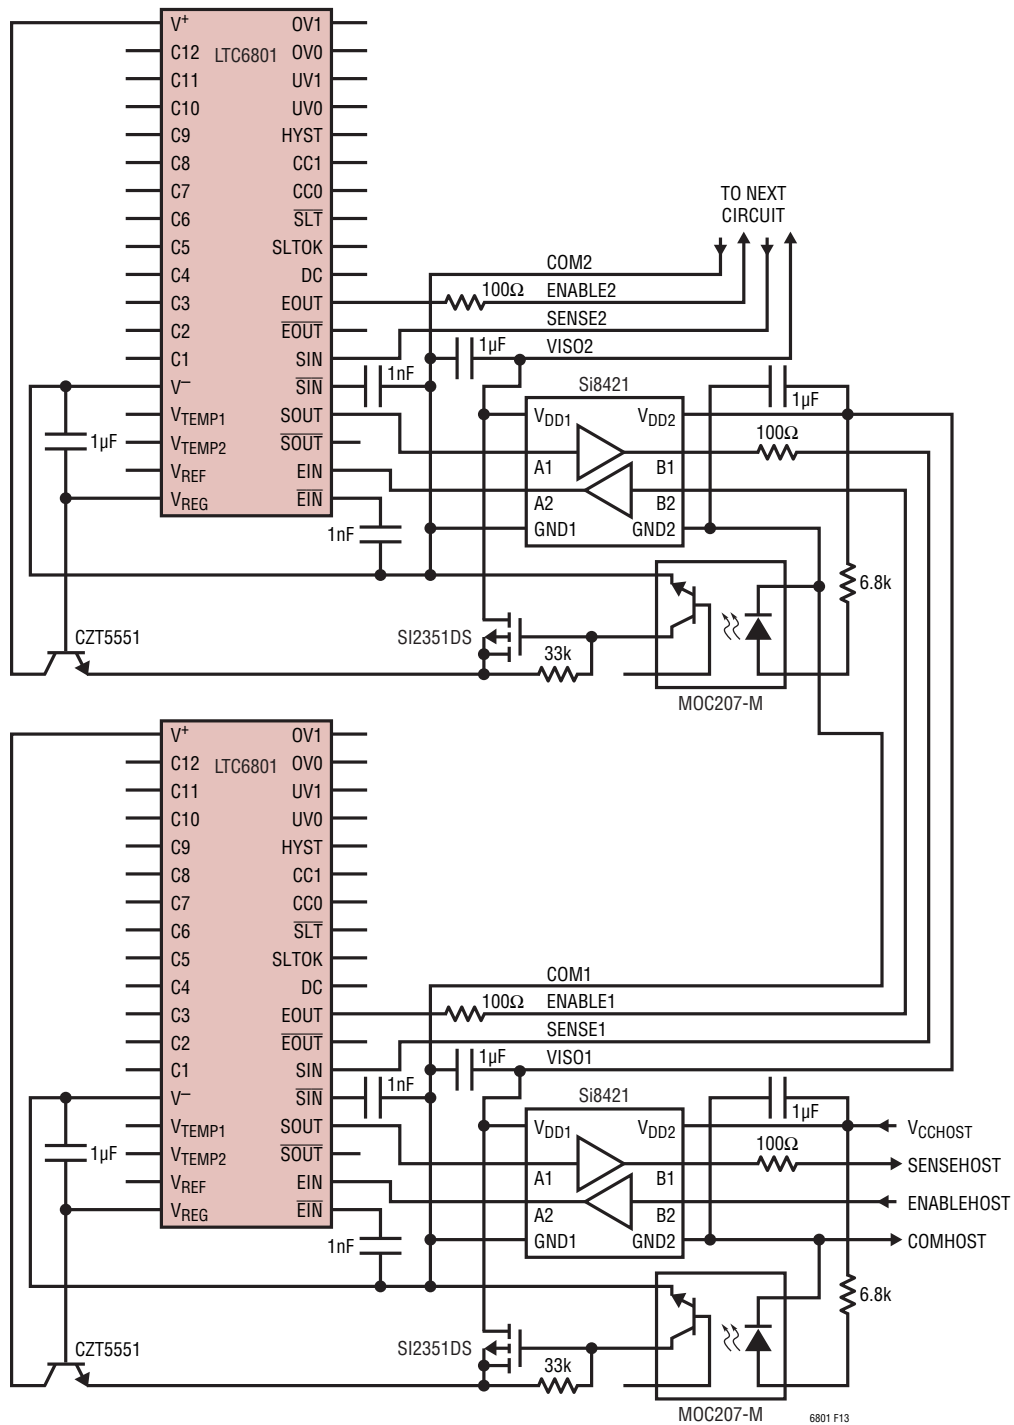 V+ OV1
C12 LTC6801 OV0
C11 UV1
C10 UV0
C9 HYST
C8 CC1
C7 CC0
C6 SLT
C5 SLTOK
C4 DC
C3 EOUT
C2 EOUT
C1 SIN
V– SIN
VTEMP1 SOUT
VTEMP2 SOUT
VREF EIN
VREG EIN
TO NEXT
CIRCUIT
COM2
100Ω ENABLE2
SENSE2
1µF VISO2
1nF
1µF
1nF
Si8421
1µF
VDD1 VDD2
100Ω
A1 B1
A2 B2
GND1 GND2
6.8k
CZT5551
SI2351DS
33k
MOC207-M
V+ OV1
C12 LTC6801 OV0
C11 UV1
C10 UV0
C9 HYST
C8 CC1
C7 CC0
C6 SLT
C5 SLTOK
C4 DC
C3 EOUT
C2 EOUT
C1 SIN
V– SIN
VTEMP1 SOUT
VTEMP2 SOUT
VREF EIN
VREG EIN
COM1
100Ω ENABLE1
SENSE1
1µF VISO1
1nF
1µF
1nF
Si8421
1µF
VDD1 VDD2
VCCHOST
100Ω
A1 B1
SENSEHOST
A2 B2
ENABLEHOST
GND1 GND2
COMHOST
6.8k
CZT5551
SI2351DS
33k
MOC207-M
6801 F13